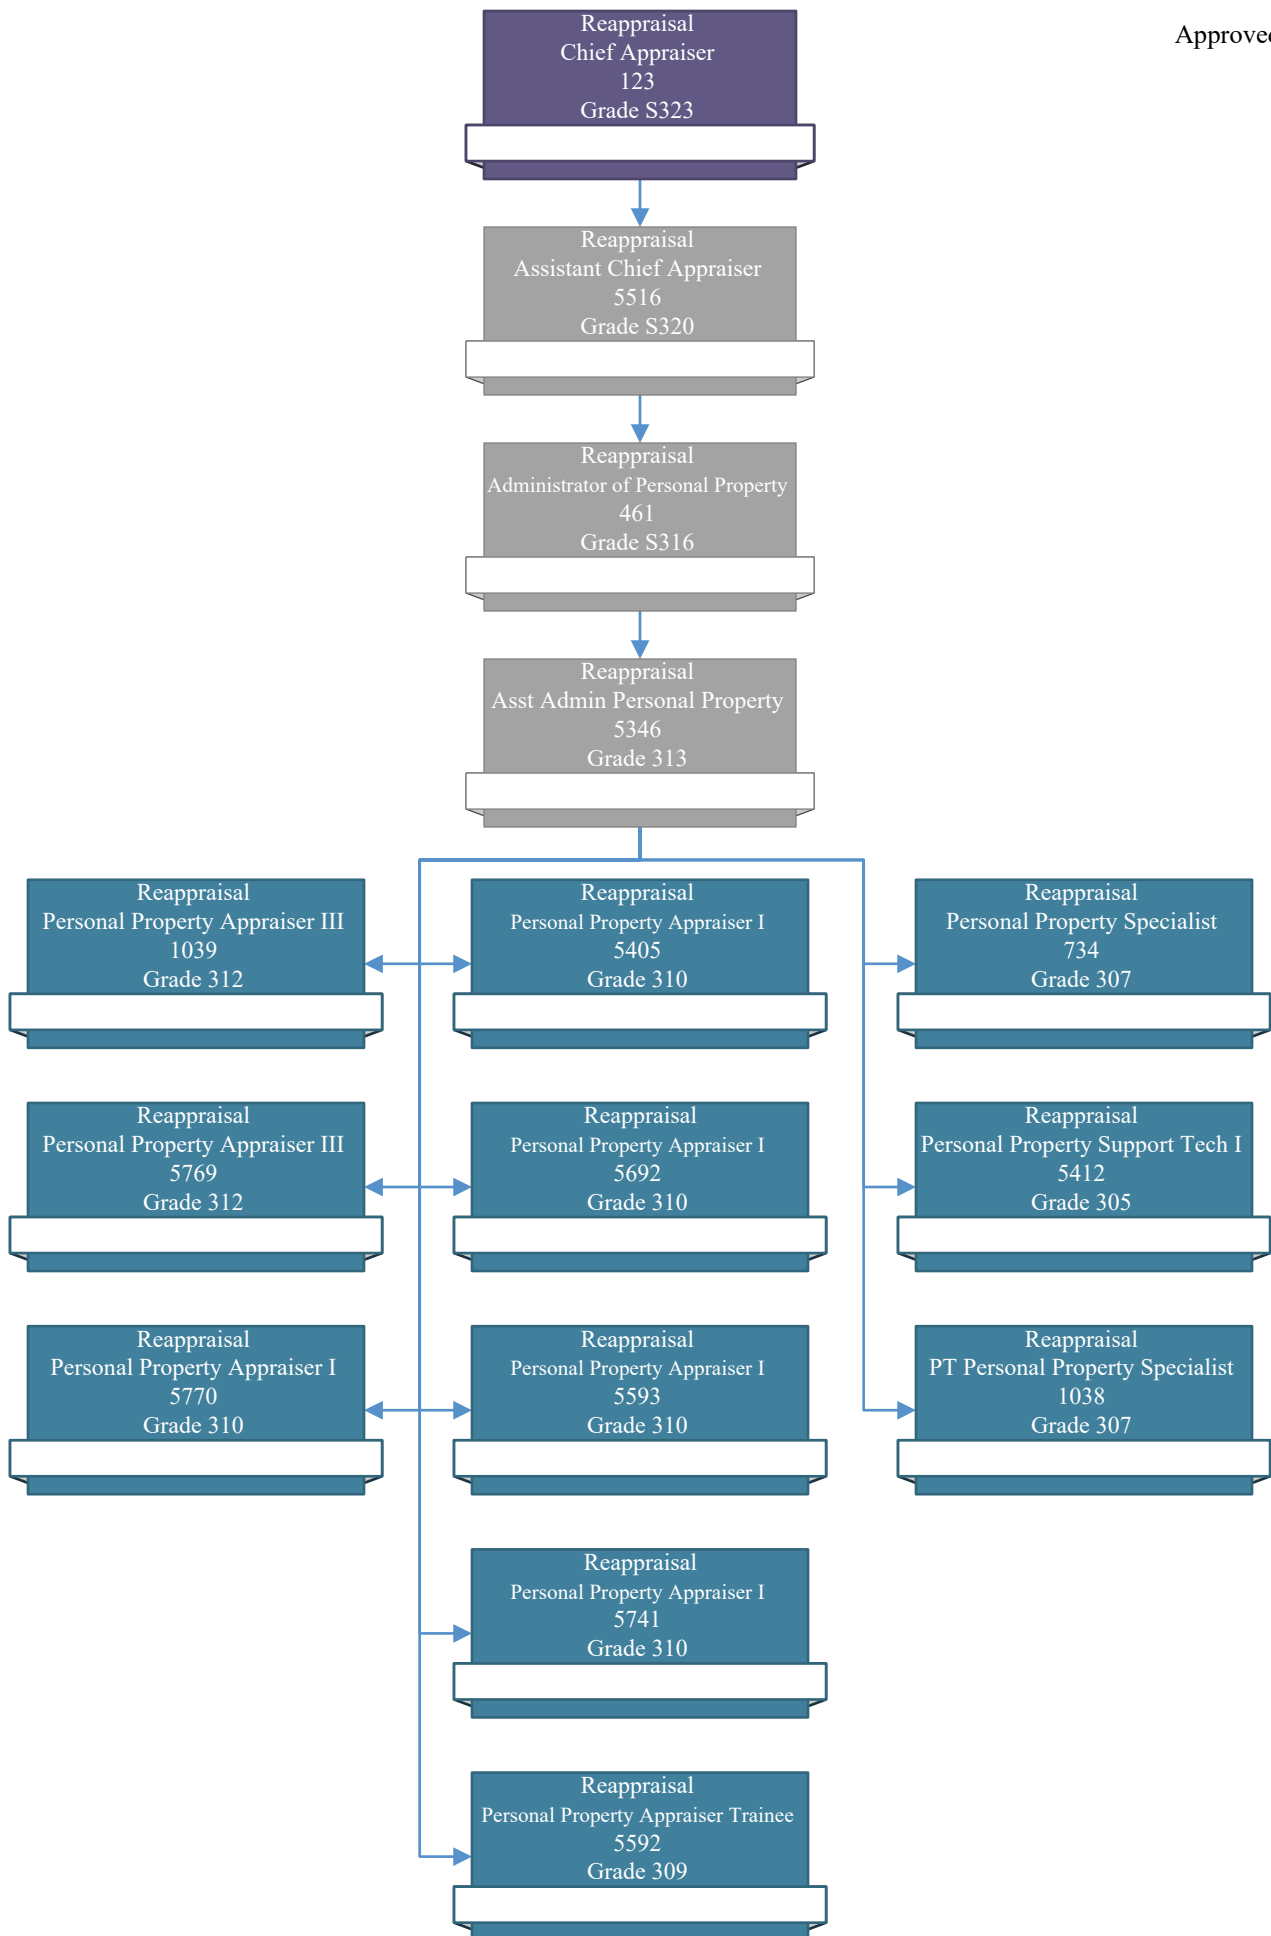 Approved
Reappraisal
Chief Appraiser
123
Grade S323
Reappraisal
Assistant Chief Appraiser
5516
Grade S320
Reappraisal
Administrator of Personal Property
461
Grade S316
Reappraisal
Asst Admin Personal Property
5346
Grade 313
Reappraisal
Personal Property Appraiser III
1039
Grade 312
Reappraisal
Personal Property Appraiser I
5405
Grade 310
Reappraisal
Personal Property Specialist
734
Grade 307
Reappraisal
Personal Property Appraiser III
5769
Grade 312
Reappraisal
Personal Property Appraiser I
5692
Grade 310
Reappraisal
Personal Property Support Tech I
5412
Grade 305
Reappraisal
Personal Property Appraiser I
5770
Grade 310
Reappraisal
Personal Property Appraiser I
5593
Grade 310
Reappraisal
PT Personal Property Specialist
1038
Grade 307
Reappraisal
Personal Property Appraiser I
5741
Grade 310
Reappraisal
Personal Property Appraiser Trainee
5592
Grade 309